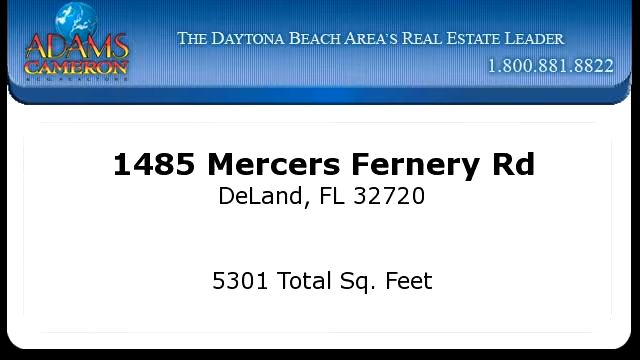 ADAMS
CAMERON
THE DAYTONA BEACH AREA'S REAL ESTATE LEADER
1.800.881.8822
1485 Mercers Fernery Rd
DeLand, FL 32720
5301 Total Sq. Feet